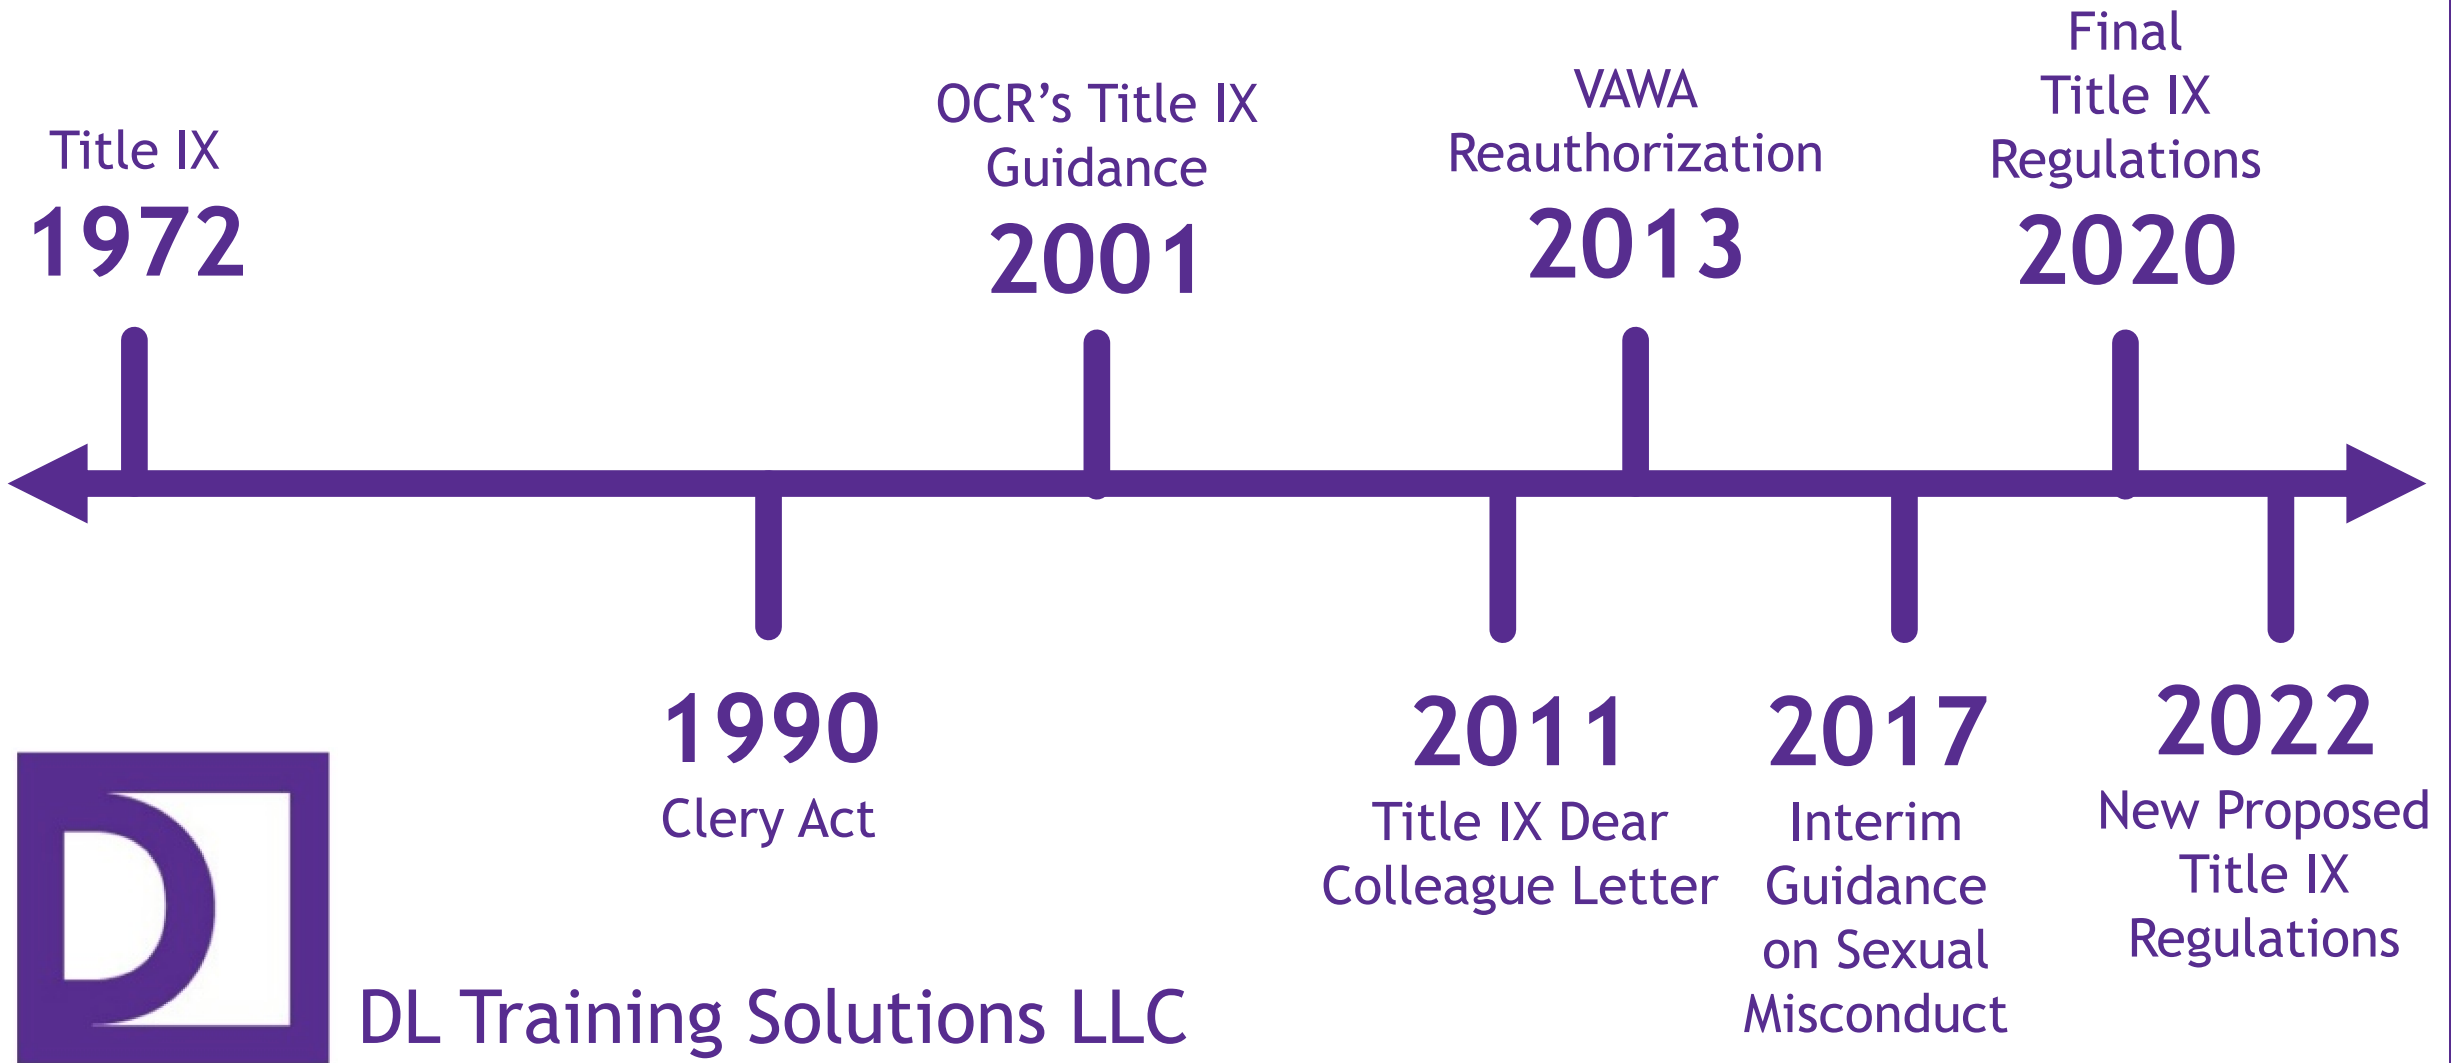 Title IX
1972
1990
Clery Act
OCR’s Title IX
Guidance
2001
2011
Title IX Dear
Colleague Letter
VAWA
Reauthorization
2013
2017
Interim
Guidance
on Sexual
Misconduct
Final
Title IX
Regulations
2020
2022
New Proposed
Title IX
Regulations
D
DL Training Solutions LLC